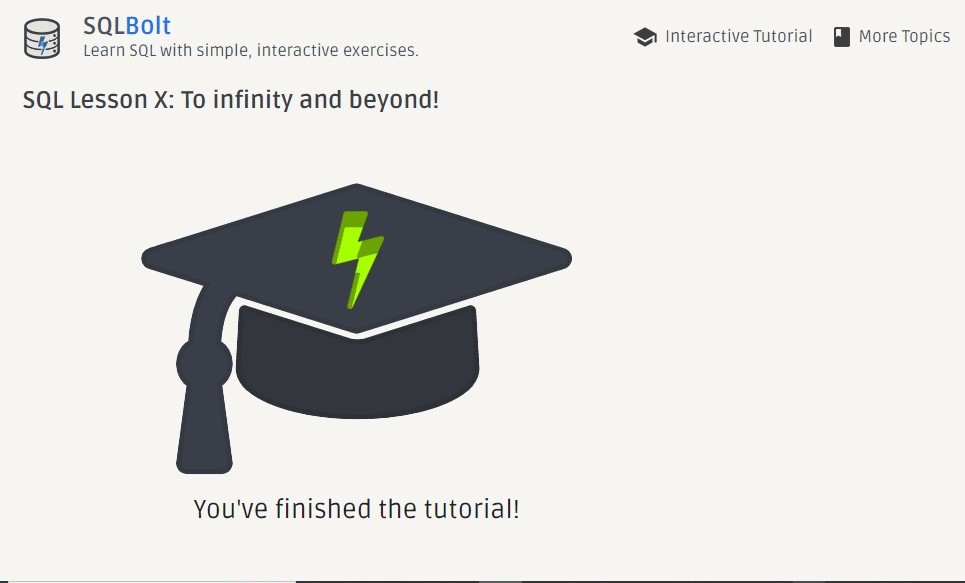 SQLBolt
Learn SQL with simple, interactive exercises.
Interactive Tutorial
More Topics
SQL Lesson X: To infinity and beyond!
You've finished the tutorial!